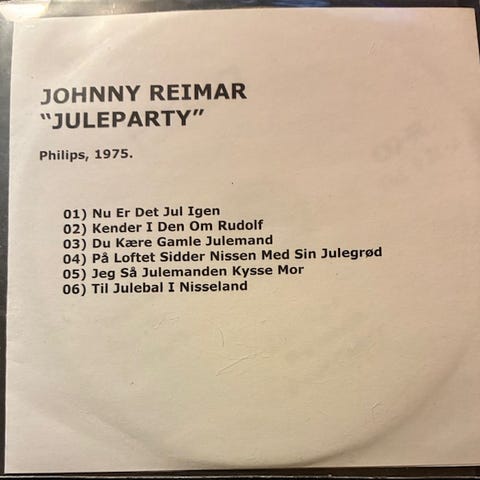 JOHNNY REIMAR
“JULEPARTY”
Philips, 1975.
01) Nu Er Det Jul Igen
02) Kender I Den Om Rudolf
03) Du Kære Gamle Julemand
04) På Loftet Sidder Nissen Med Sin Julegrød
05) Jeg Så Julemanden Kysse Mor
06) Til Julebal I Nisseland